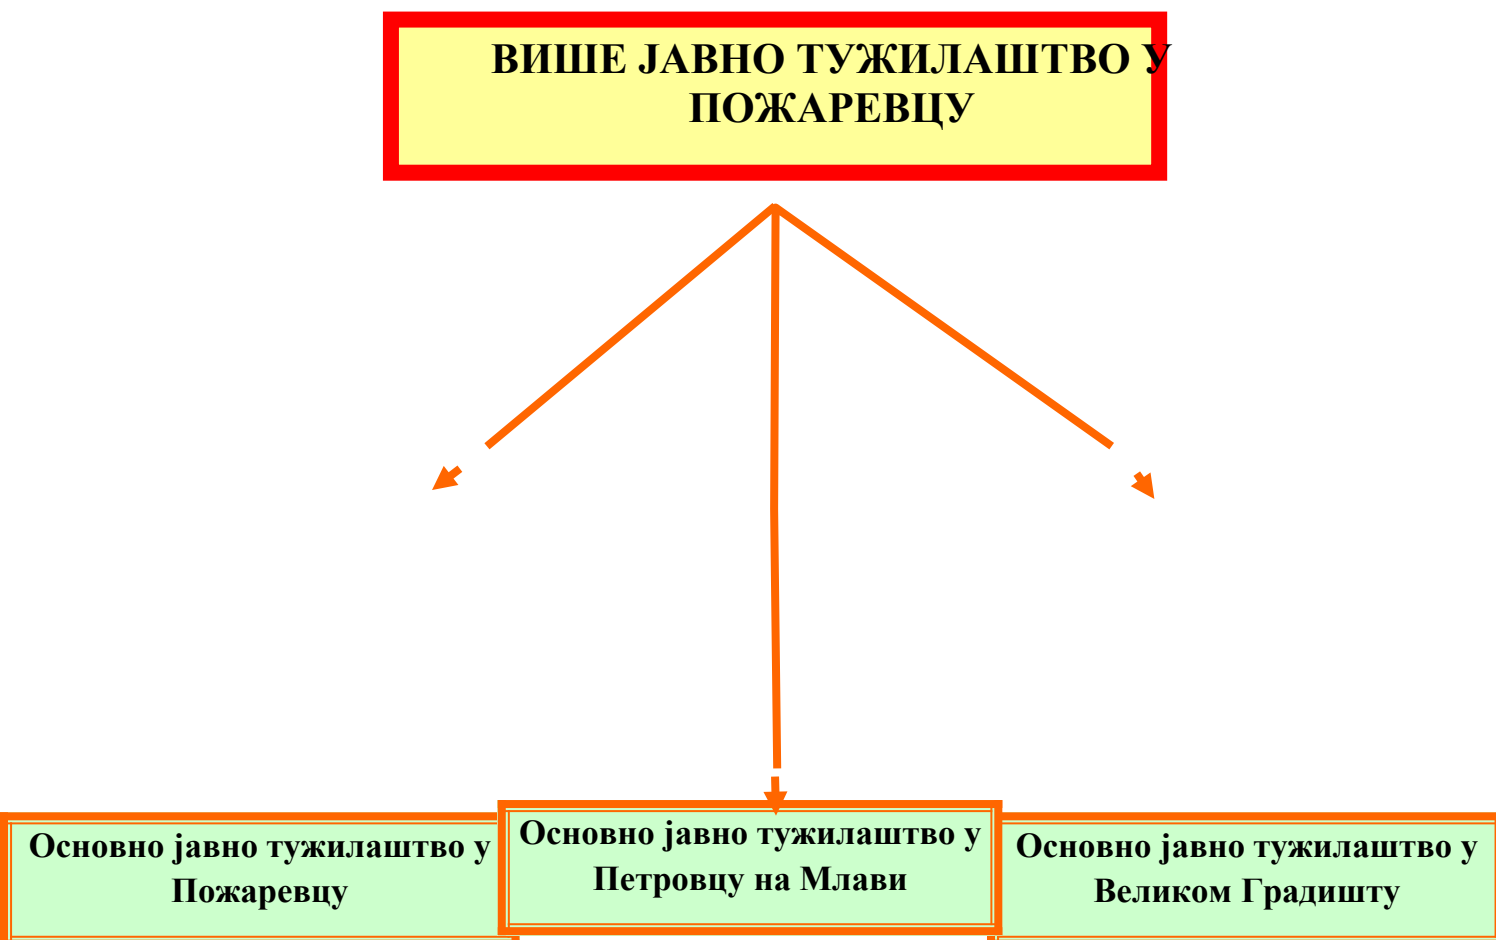 ВИШЕ ЈАВНО ТУЖИЛАШТВО У
ПОЖАРЕВЦУ
Основно јавно тужилаштво у
Пожаревцу
Основно јавно тужилаштво у
Петровцу на Млави
Основно јавно тужилаштво у
Великом Градишту